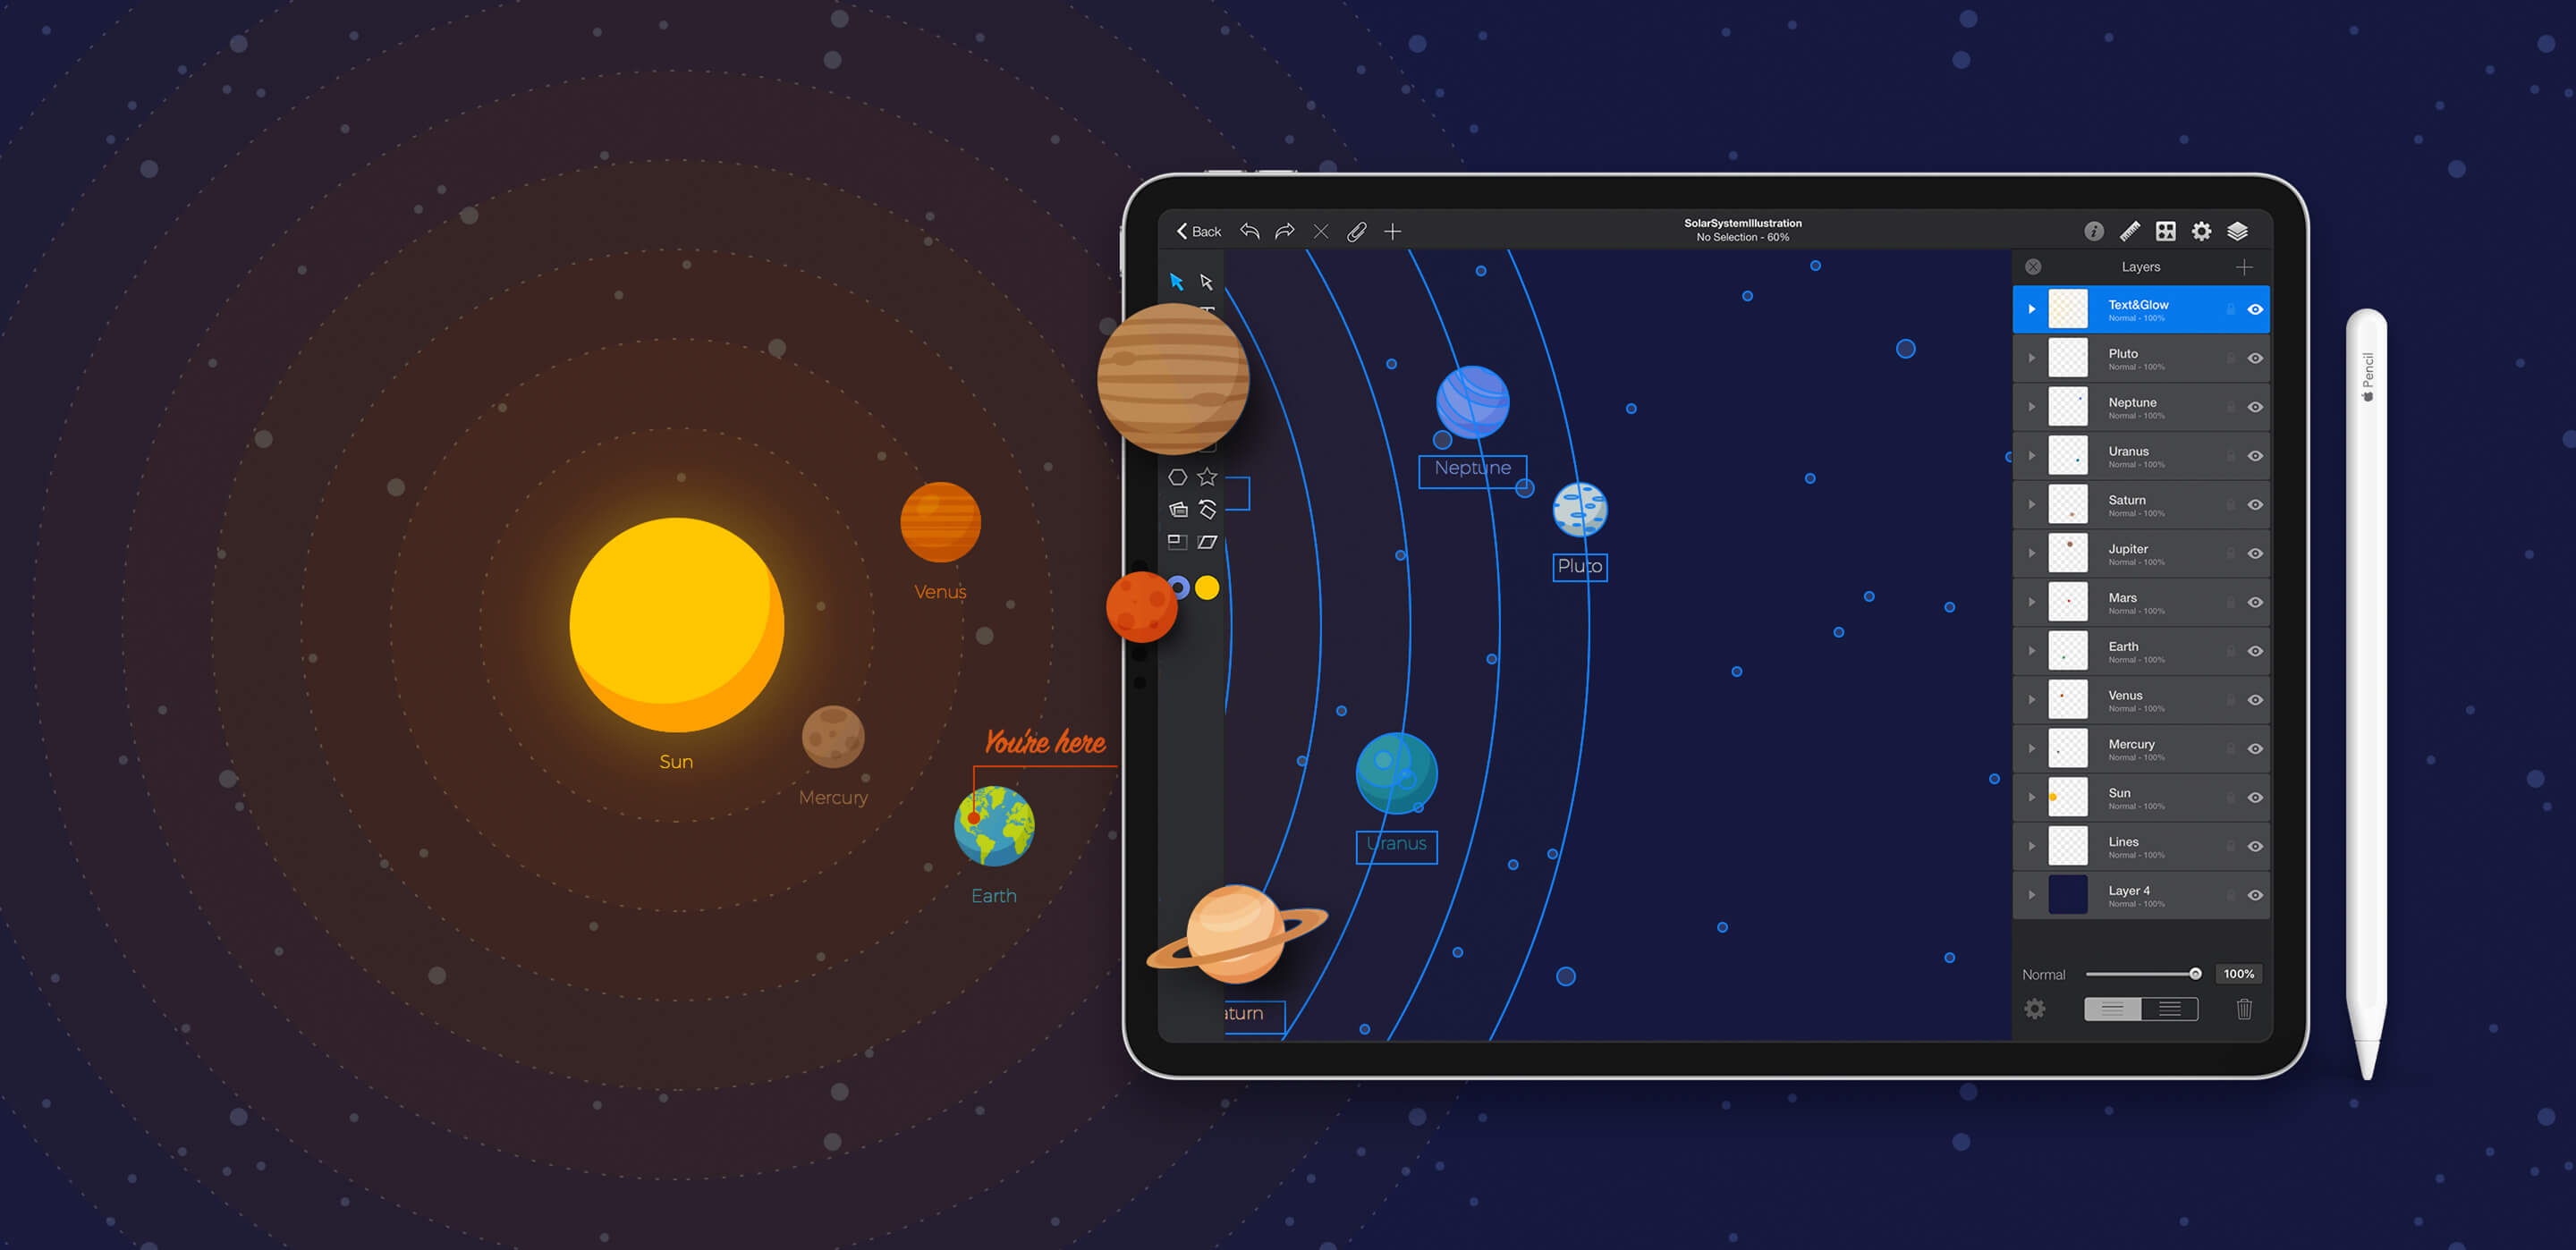 Back
SolarSystemIllustration
No Selection - 60%
Layers
Text&Glow
Normal - 100%
Pluto
Normal - 100%
Neptune
Normal - 100%
Uranus
Normal - 100%
Saturn
Normal - 100%
Jupiter
Normal - 100%
Mars
Normal - 100%
Earth
Normal - 100%
Venus
Normal - 100%
Mercury
Normal - 100%
Sun
Normal - 100%
Lines
Normal - 100%
Layer 4
Normal - 100%
Normal
100%
Neptune
Pluto
Uranus
aturn
Venus
Sun
Mercury
You're here
Earth
Pencil